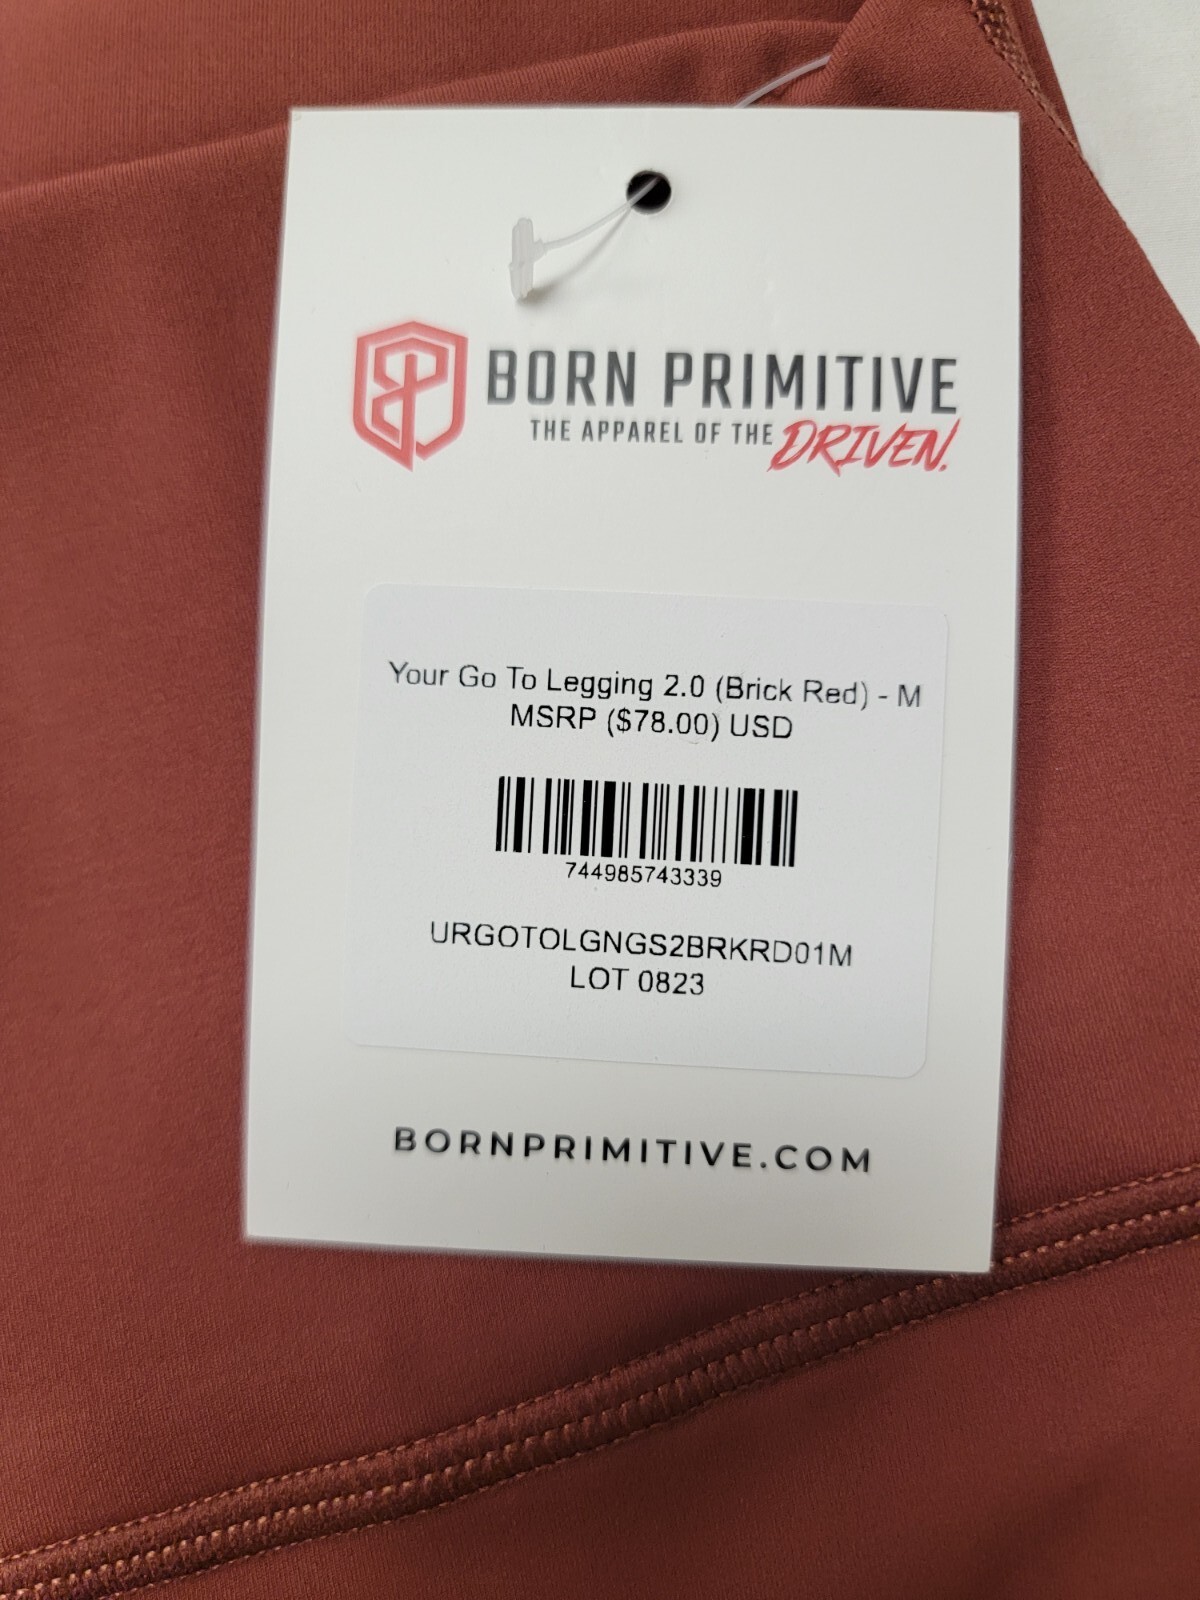 BORN PRIMITIVE
THE APPAREL OF THE DRIVEN.
Your Go To Legging 2.0 (Brick Red) - M
MSRP ($78.00) USD
744985743339
URGOTOLGNGS2BRKRD01M
LOT 0823
BORNPRIMITIVE.COM